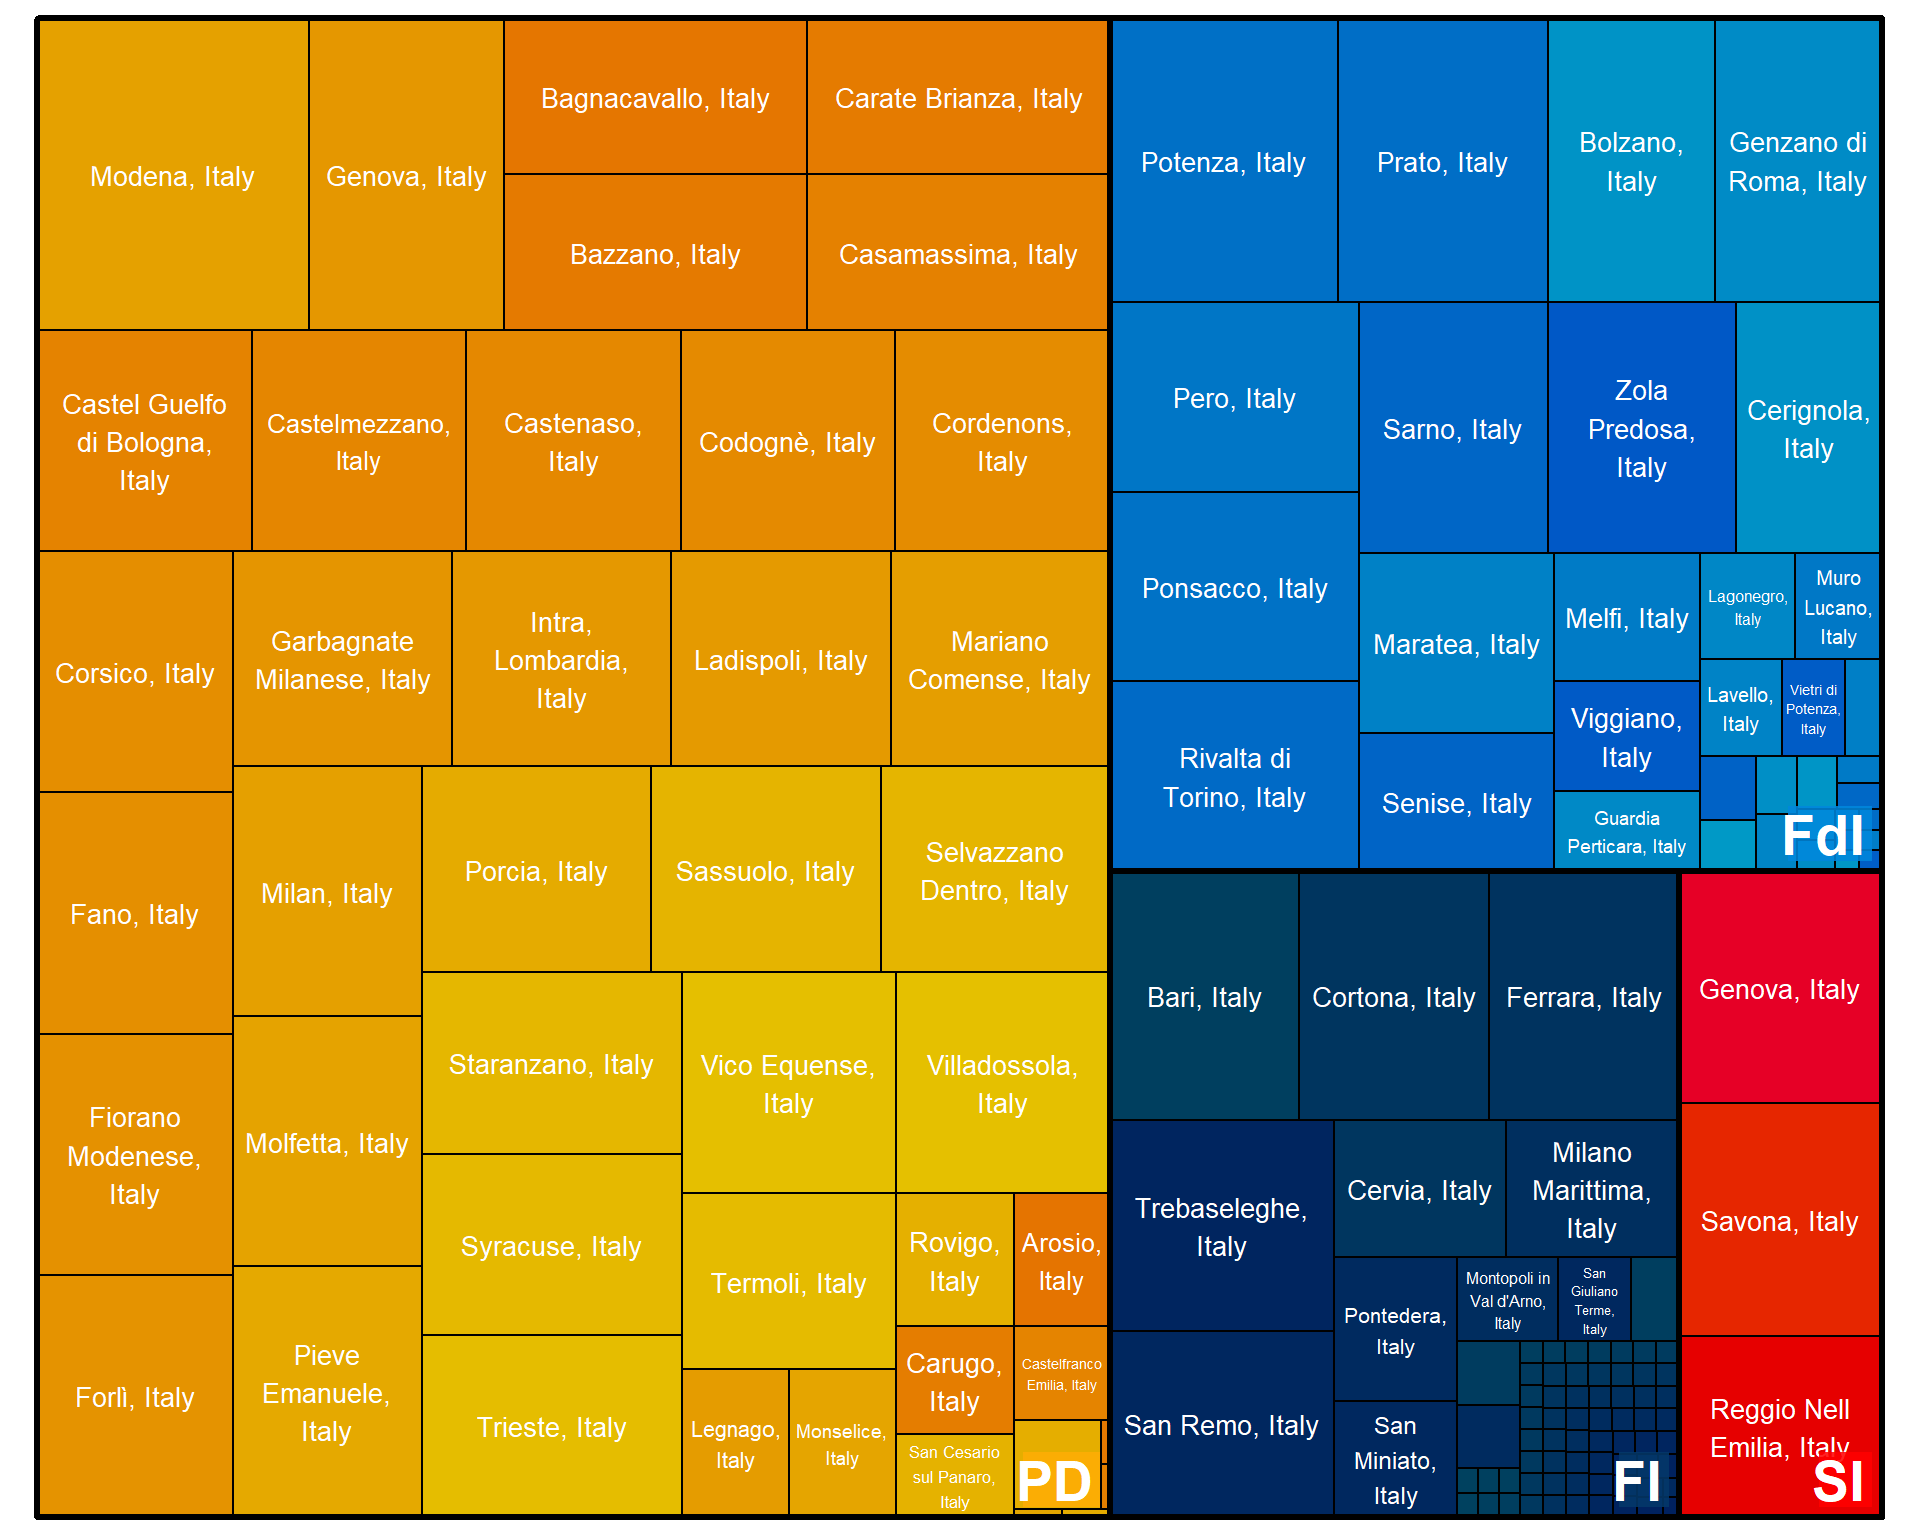 Modena, Italy
Genova, Italy
Bagnacavallo, Italy
Carate Brianza, Italy
Bazzano, Italy
Casamassima, Italy
Castel Guelfo
di Bologna,
Italy
Castelmezzano,
Italy
Castenaso,
Italy
Codognè, Italy
Cordenons,
Italy
Corsico, Italy
Garbagnate
Milanese, Italy
Intra,
Lombardia,
Italy
Ladispoli, Italy
Mariano
Comense, Italy
Fano, Italy
Milan, Italy
Porcia, Italy
Sassuolo, Italy
Selvazzano
Dentro, Italy
Fiorano
Modenese,
Italy
Molfetta, Italy
Staranzano, Italy
Vico Equense,
Italy
Villadossola,
Italy
Syracuse, Italy
Termoli, Italy
Rovigo,
Italy
Arosio,
Italy
Forlì, Italy
Pieve
Emanuele,
Italy
Trieste, Italy
Legnago,
Italy
Monselice,
Italy
Carugo,
Italy
Castelfranco
Emilia, Italy
San Cesario
sul Panaro,
Italy
PD
Potenza, Italy
Prato, Italy
Bolzano,
Italy
Genzano di
Roma, Italy
Pero, Italy
Sarno, Italy
Zola
Predosa,
Italy
Cerignola,
Italy
Ponsacco, Italy
Maratea, Italy
Melfi, Italy
Lagonegro,
Italy
Muro
Lucano,
Italy
Viggiano,
Italy
Lavello,
Italy
Vietri di
Potenza,
Italy
Rivalta di
Torino, Italy
Senise, Italy
Guardia
Perticara, Italy
FdI
Bari, Italy
Cortona, Italy
Ferrara, Italy
Trebaseleghe,
Italy
Cervia, Italy
Milano
Marittima,
Italy
Pontedera,
Italy
Montopoli in
Val d'Arno,
Italy
San
Giuliano
Terme,
Italy
San Remo, Italy
San
Miniato,
Italy
FI
Genova, Italy
Savona, Italy
Reggio Nell
Emilia, Italy
SI